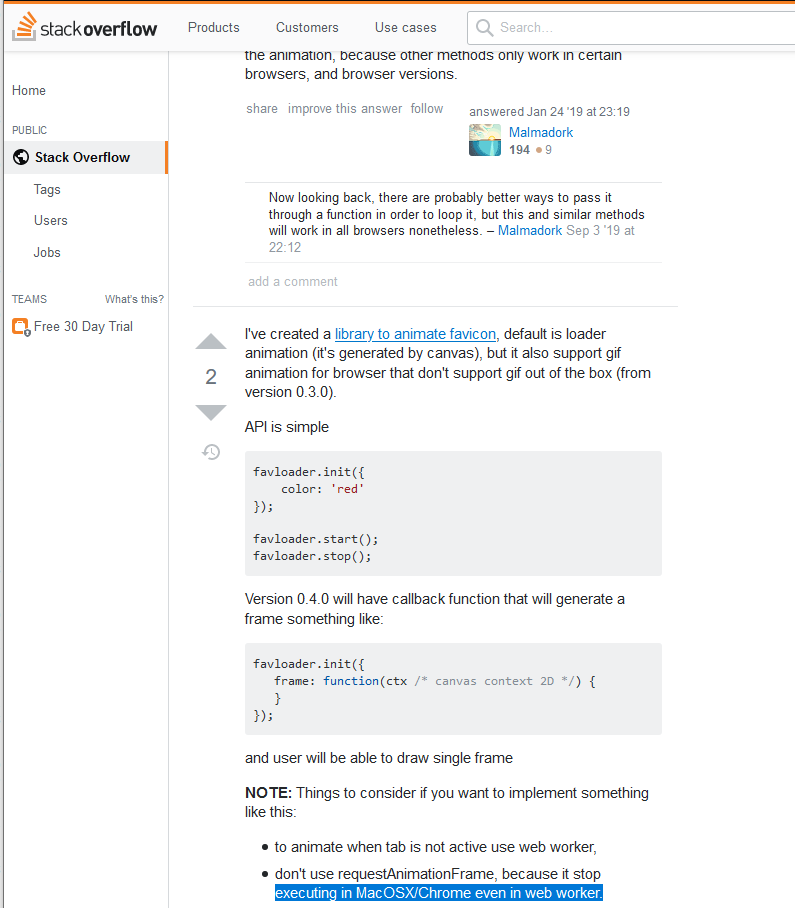 stackoverflow Products Customers Use cases Search...
Home
PUBLIC
Stack Overflow
Tags
Users
Jobs
TEAMS What's this?
Free 30 Day Trial
the animation, because other methods only work in certain
browsers, and browser versions.
share improve this answer follow
answered Jan 24 '19 at 23:19
Malmadork
194 ● 9
Now looking back, there are probably better ways to pass it
through a function in order to loop it, but this and similar methods
will work in all browsers nonetheless. – Malmadork Sep 3 '19 at
22:12
add a comment
2
I've created a library to animate favicon, default is loader
animation (it's generated by canvas), but it also support gif
animation for browser that don't support gif out of the box (from
version 0.3.0).
API is simple
favloader.init({
    color: 'red'
});
favloader.start();
favloader.stop();
Version 0.4.0 will have callback function that will generate a
frame something like:
favloader.init({
   frame: function(ctx /* canvas context 2D */) {
   }
});
and user will be able to draw single frame
NOTE: Things to consider if you want to implement something
like this:
● to animate when tab is not active use web worker,
● don't use requestAnimationFrame, because it stop
executing in MacOSX/Chrome even in web worker.